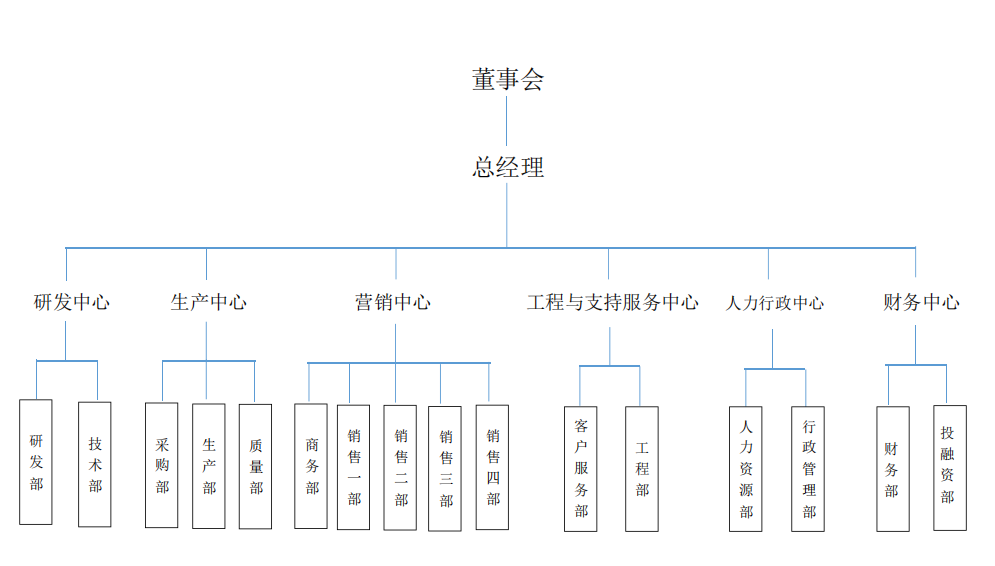 董事会
总经理
研发中心
生产中心
营销中心
工程与支持服务中心
人力行政中心
财务中心
研发部
技术部
采购部
生产部
质量部
商务部
销售一部
销售二部
销售三部
销售四部
客户服务部
工程部
人力资源部
行政管理部
财务部
投融资部